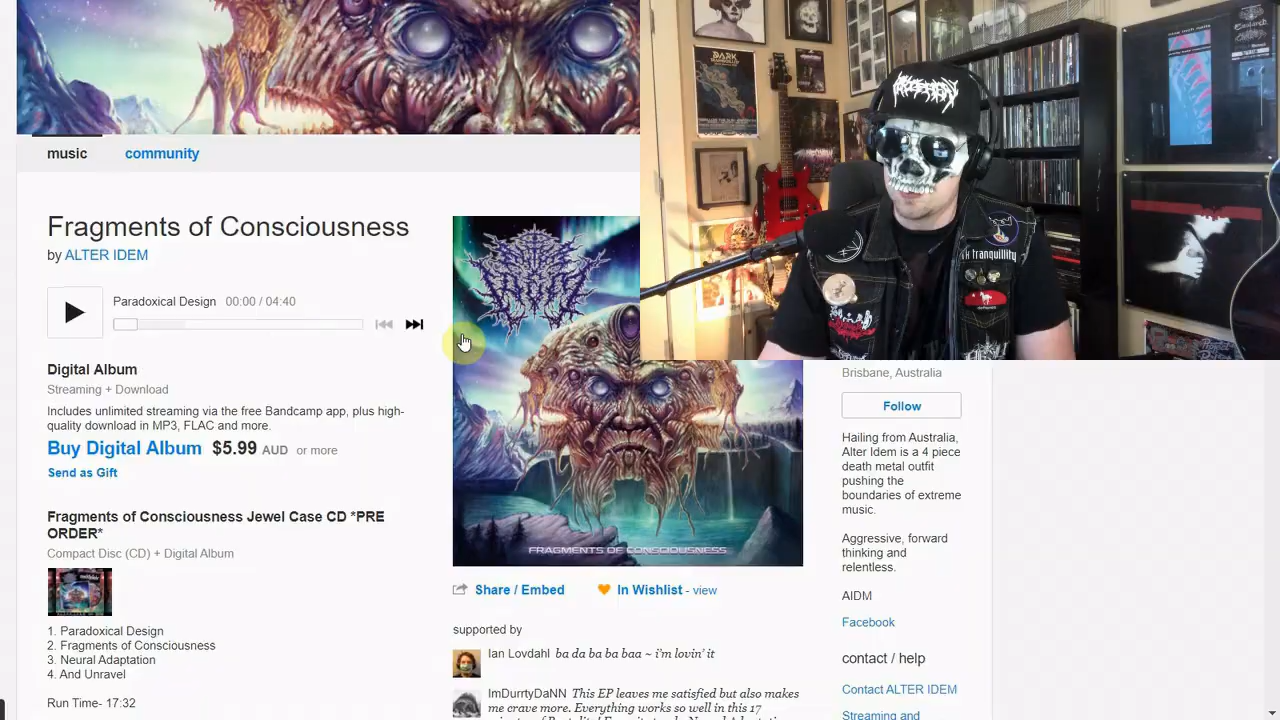 music
community
Fragments of Consciousness
by ALTER IDEM
Paradoxical Design 00:00 / 04:40
Digital Album
Streaming + Download
Includes unlimited streaming via the free Bandcamp app, plus high-
quality download in MP3, FLAC and more.
Buy Digital Album $5.99 AUD or more
Send as Gift
Fragments of Consciousness Jewel Case CD *PRE
ORDER*
Compact Disc (CD) + Digital Album
1. Paradoxical Design
2. Fragments of Consciousness
3. Neural Adaptation
4. And Unravel
Run Time- 17:32
FRAGMENTS OF CONSCIOUSNESS
Share / Embed
In Wishlist - view
supported by
Ian Lovdahl ba da ba ba baa ~ i'm lovin' it
ImDurrtyDaNN This EP leaves me satisfied but also makes
me crave more. Everything works so well in this 17
DARK
TRANQUILLITY
k tranquillity
Brisbane, Australia
Follow
Hailing from Australia,
Alter Idem is a 4 piece
death metal outfit
pushing the
boundaries of extreme
music.
Aggressive, forward
thinking and
relentless.
AIDM
Facebook
contact / help
Contact ALTER IDEM
Streaming and